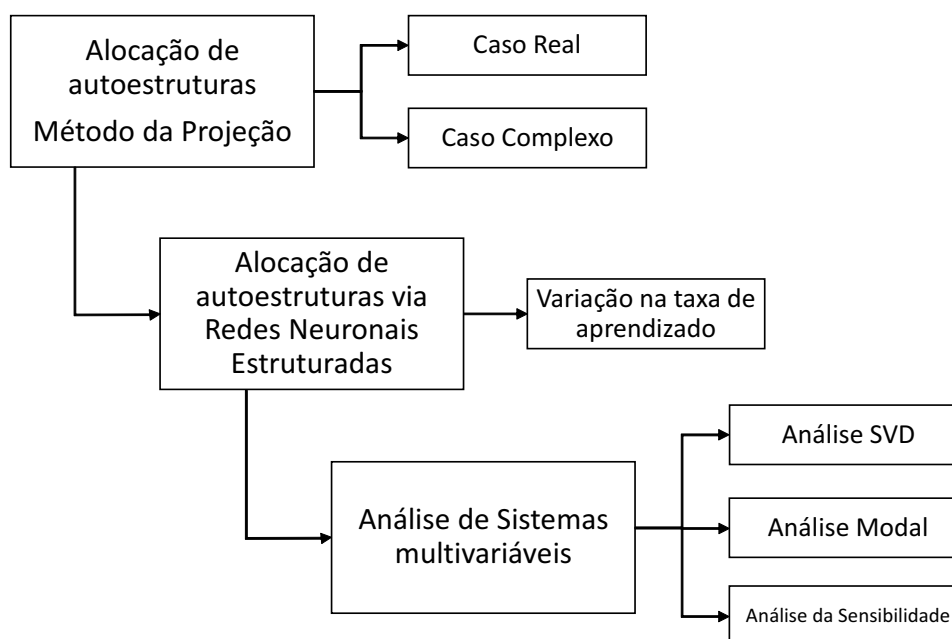 Alocação de
autoestruturas
Método da Projeção
Caso Real
Caso Complexo
Alocação de
autoestruturas via
Redes Neuronais
Estruturadas
Variação na taxa de
aprendizado
Análise de Sistemas
multivariáveis
Análise SVD
Análise Modal
Análise da Sensibilidade